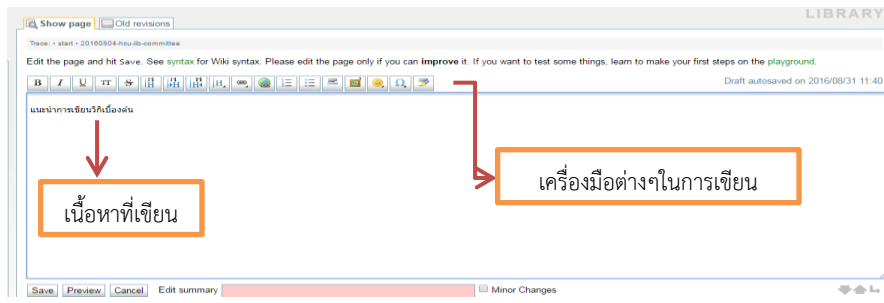 LIBRARY
Show page Old revisions
Trace: • start • 20160804-hcu-lib-committee
Edit the page and hit Save. See syntax for Wiki syntax. Please edit the page only if you can improve it. If you want to test some things, learn to make your first steps on the playground.
B I U TT S H H H H, Ω
Draft autosaved on 2016/08/31 11:40
แนะนำการเขียนวิกิเบื้องต้น
เครื่องมือต่างๆในการเขียน
เนื้อหาที่เขียน
Save Preview Cancel Edit summary Minor Changes